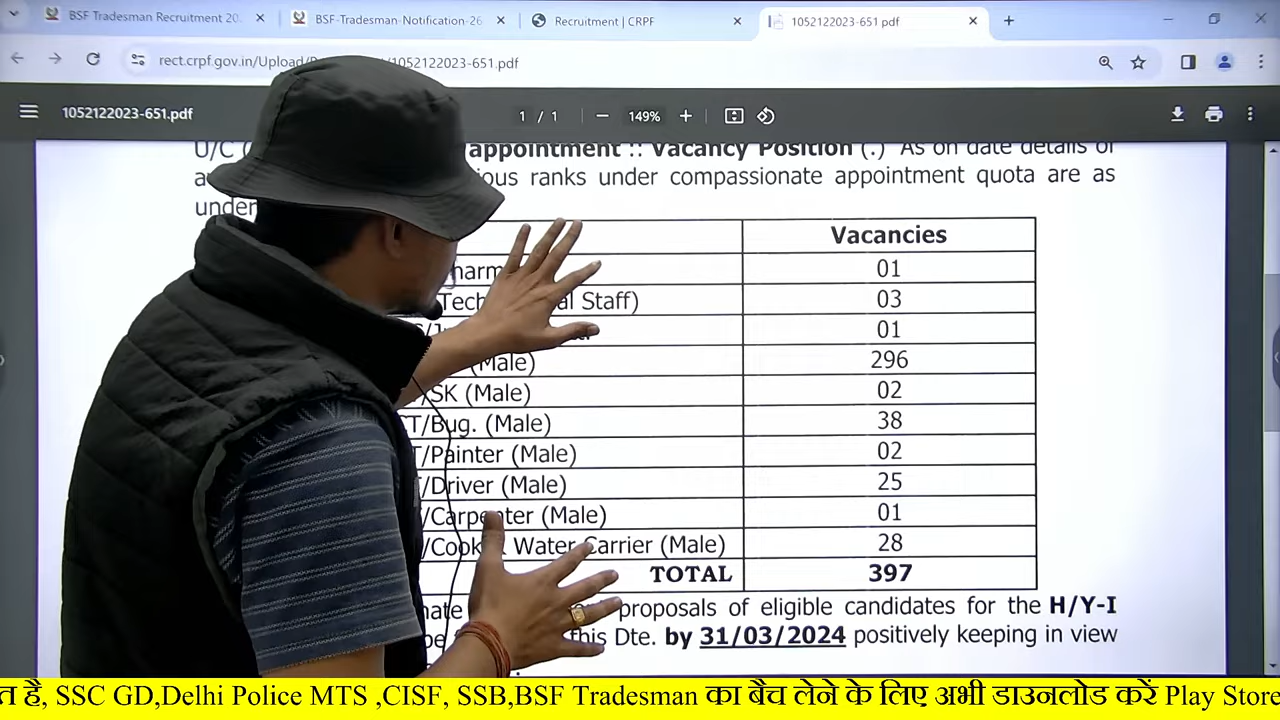 BSF Tradesman Recruitment 20
BSF-Tradesman-Notification-26
Recruitment | CRPF
1052122023-651.pdf
rect.crpf.gov.in/Upload/ /1052122023-651.pdf
1052122023-651.pdf
1 / 1
149%
U/C appointment :: Vacancy Position (.) As on date details of
ranks under compassionate appointment quota are as
under
Vacancies
01
Staff) 03
01
(Male) 296
/SK (Male) 02
/Bug. (Male) 38
/Painter (Male) 02
/Driver (Male) 25
/Carpenter (Male) 01
/Cook Water Carrier (Male) 28
TOTAL 397
proposals of eligible candidates for the H/Y-I
this Dte. by 31/03/2024 positively keeping in view
है, SSC GD,Delhi Police MTS ,CISF, SSB,BSF Tradesman का बैच लेने के लिए अभी डाउनलोड करें Play Store